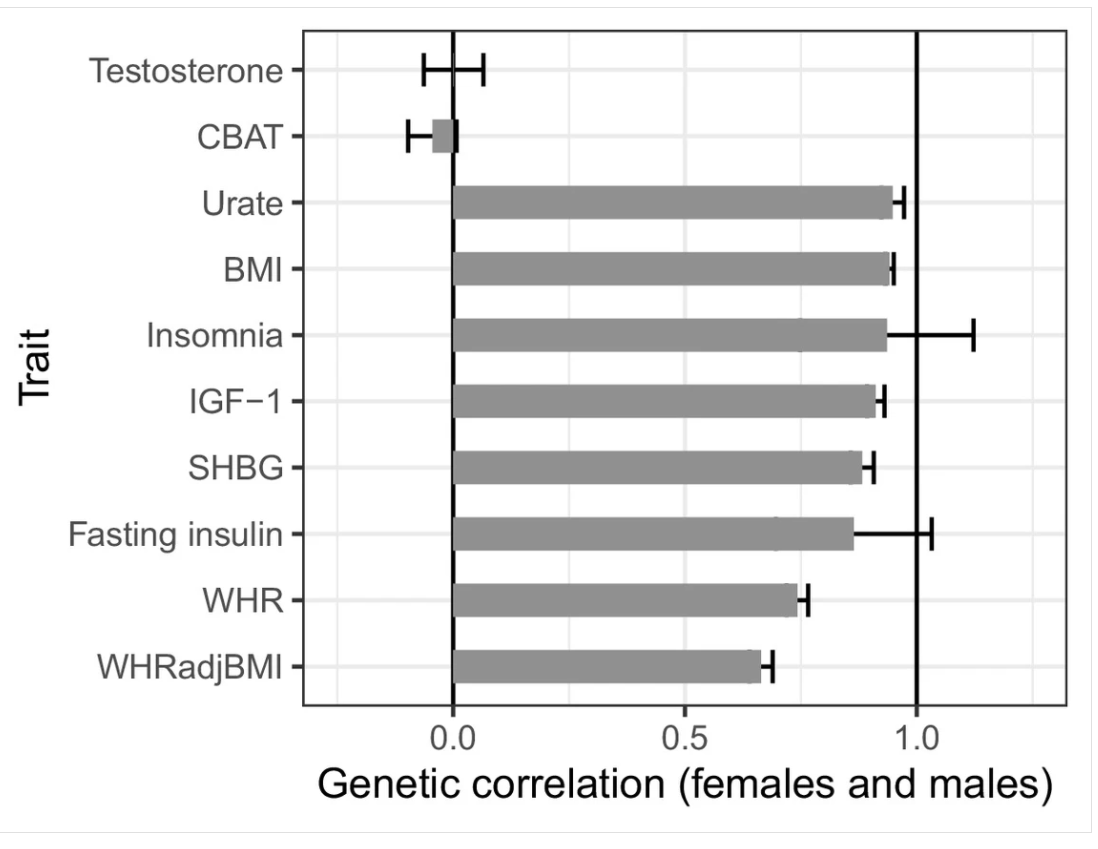 Testosterone
CBAT
Urate
BMI
Insomnia
IGF−1
SHBG
Fasting insulin
WHR
WHRadjBMI
Trait
0.0 0.5 1.0
Genetic correlation (females and males)